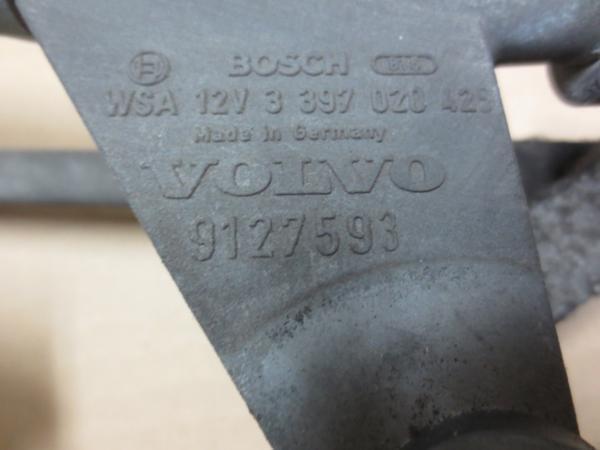 BOSCH
WSA 12V 3 397 020 425
Made in Germany
VOLVO
9127593